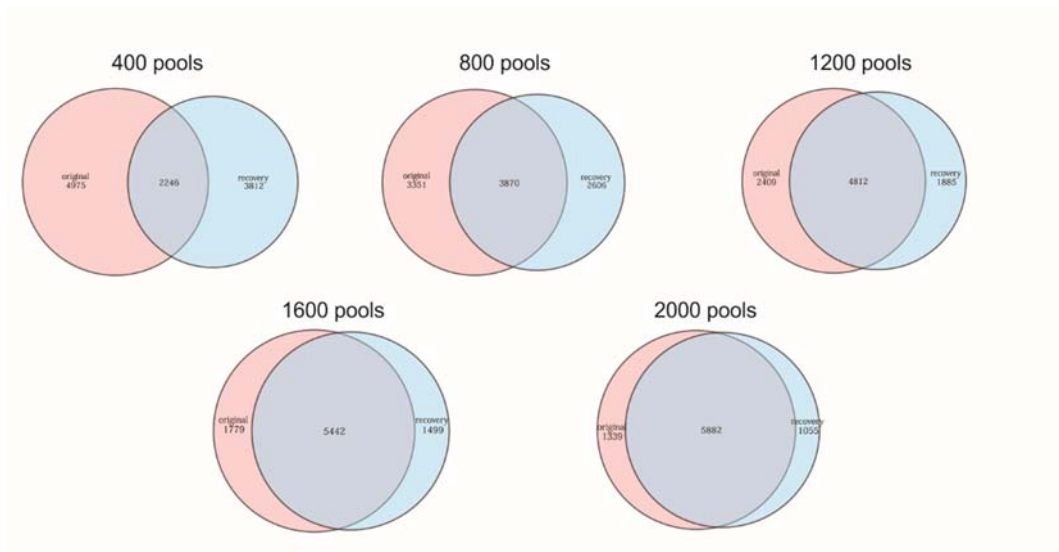 400 pools
800 pools
1200 pools
original
4975
2246
recovery
3812
original
3351
3870
recovery
2606
original
2409
4812
recovery
1885
1600 pools
2000 pools
original
1779
5442
recovery
1499
original
1339
5882
recovery
1055